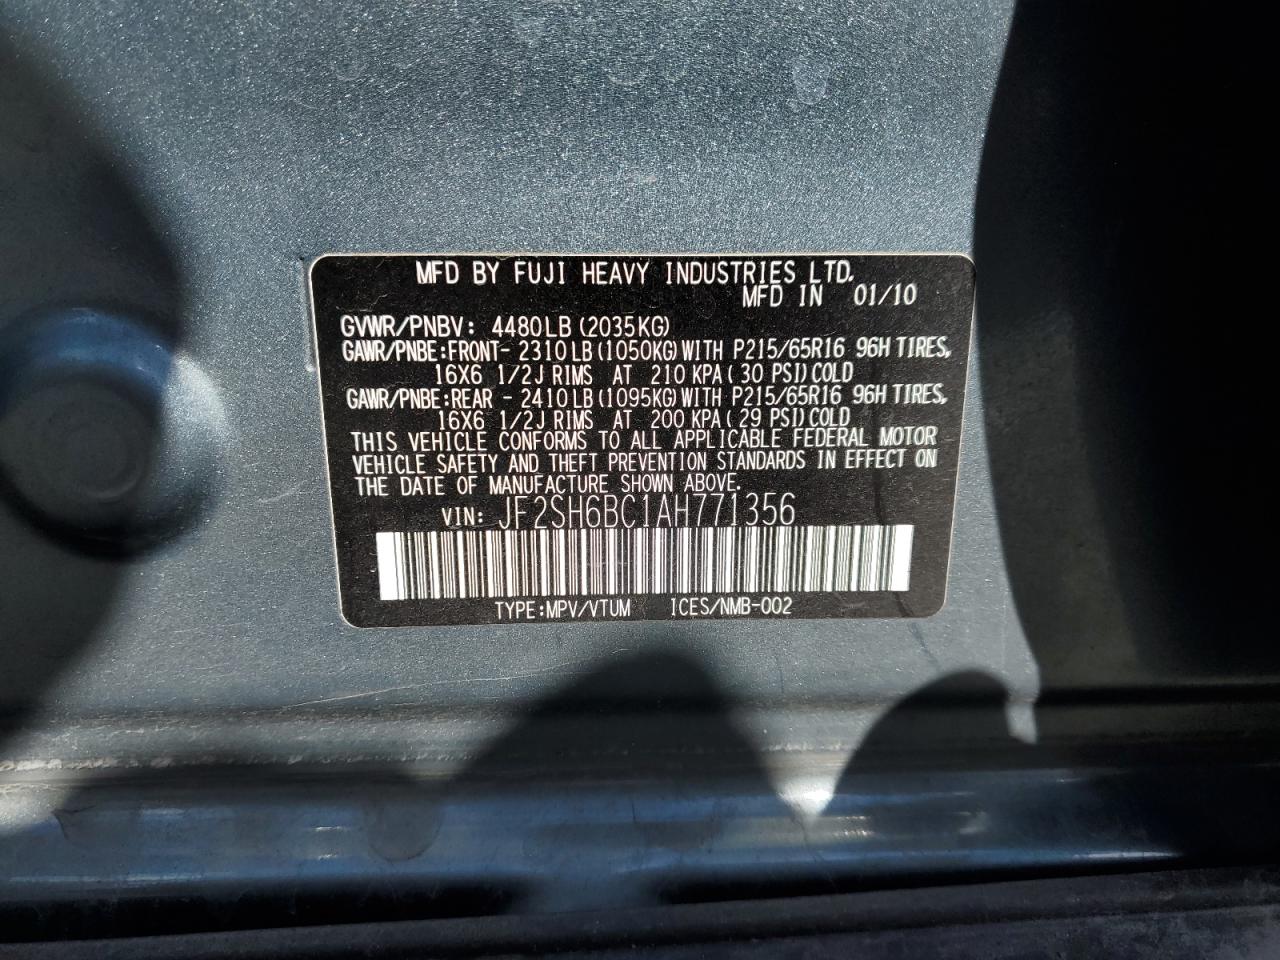 MFD BY FUJI HEAVY INDUSTRIES LTD.
MFD IN 01/10
GVWR/PNBV: 4480LB (2035KG)
GAWR/PNBE:FRONT- 2310LB(1050KG)WITH P215/65R16 96H TIRES,
16X6 1/2J RIMS AT 210 KPA( 30 PSI)COLD
GAWR/PNBE:REAR - 2410LB(1095KG)WITH P215/65R16 96H TIRES,
16X6 1/2J RIMS AT 200 KPA( 29 PSI)COLD
THIS VEHICLE CONFORMS TO ALL APPLICABLE FEDERAL MOTOR
VEHICLE SAFETY AND THEFT PREVENTION STANDARDS IN EFFECT ON
THE DATE OF MANUFACTURE SHOWN ABOVE.
VIN: JF2SH6BC1AH771356
TYPE:MPV/VTUM ICES/NMB-002